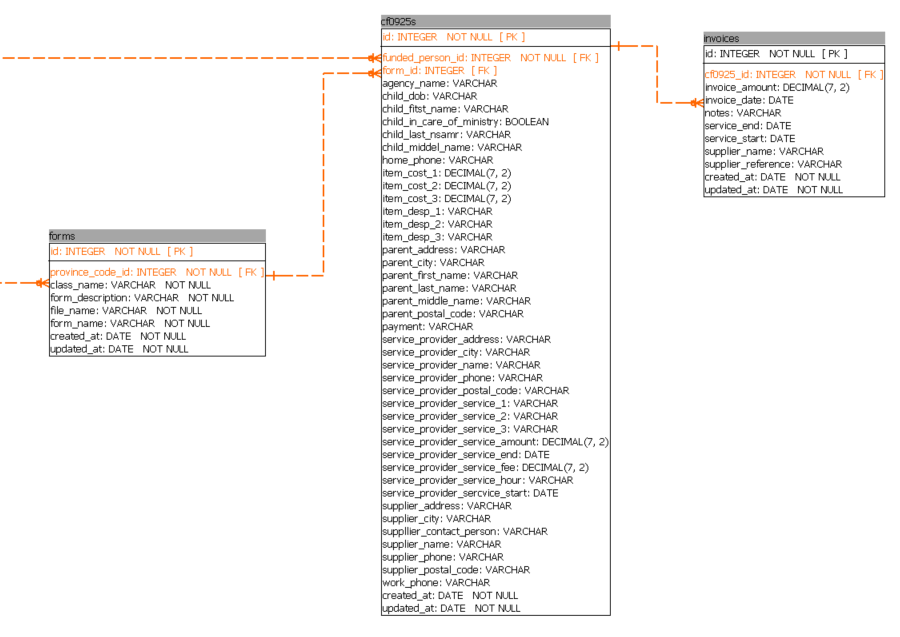 cf0925s
id: INTEGER NOT NULL [ PK ]
funded_person_id: INTEGER NOT NULL [ FK ]
form_id: INTEGER [ FK ]
agency_name: VARCHAR
child_dob: VARCHAR
child_fitst_name: VARCHAR
child_in_care_of_ministry: BOOLEAN
child_last_nsamr: VARCHAR
child_middel_name: VARCHAR
home_phone: VARCHAR
item_cost_1: DECIMAL(7, 2)
item_cost_2: DECIMAL(7, 2)
item_cost_3: DECIMAL(7, 2)
item_desp_1: VARCHAR
item_desp_2: VARCHAR
item_desp_3: VARCHAR
parent_address: VARCHAR
parent_city: VARCHAR
parent_first_name: VARCHAR
parent_last_name: VARCHAR
parent_middle_name: VARCHAR
parent_postal_code: VARCHAR
payment: VARCHAR
service_provider_address: VARCHAR
service_provider_city: VARCHAR
service_provider_name: VARCHAR
service_provider_phone: VARCHAR
service_provider_postal_code: VARCHAR
service_provider_service_1: VARCHAR
service_provider_service_2: VARCHAR
service_provider_service_3: VARCHAR
service_provider_service_amount: DECIMAL(7, 2)
service_provider_service_end: DATE
service_provider_service_fee: DECIMAL(7, 2)
service_provider_service_hour: VARCHAR
service_provider_sercvice_start: DATE
supplier_address: VARCHAR
supplier_city: VARCHAR
suppllier_contact_person: VARCHAR
supplier_name: VARCHAR
supplier_phone: VARCHAR
supplier_postal_code: VARCHAR
work_phone: VARCHAR
created_at: DATE NOT NULL
updated_at: DATE NOT NULL
invoices
id: INTEGER NOT NULL [ PK ]
cf0925_id: INTEGER NOT NULL [ FK ]
invoice_amount: DECIMAL(7, 2)
invoice_date: DATE
notes: VARCHAR
service_end: DATE
service_start: DATE
supplier_name: VARCHAR
supplier_reference: VARCHAR
created_at: DATE NOT NULL
updated_at: DATE NOT NULL
forms
id: INTEGER NOT NULL [ PK ]
province_code_id: INTEGER NOT NULL [ FK ]
class_name: VARCHAR NOT NULL
form_description: VARCHAR NOT NULL
file_name: VARCHAR NOT NULL
form_name: VARCHAR NOT NULL
created_at: DATE NOT NULL
updated_at: DATE NOT NULL